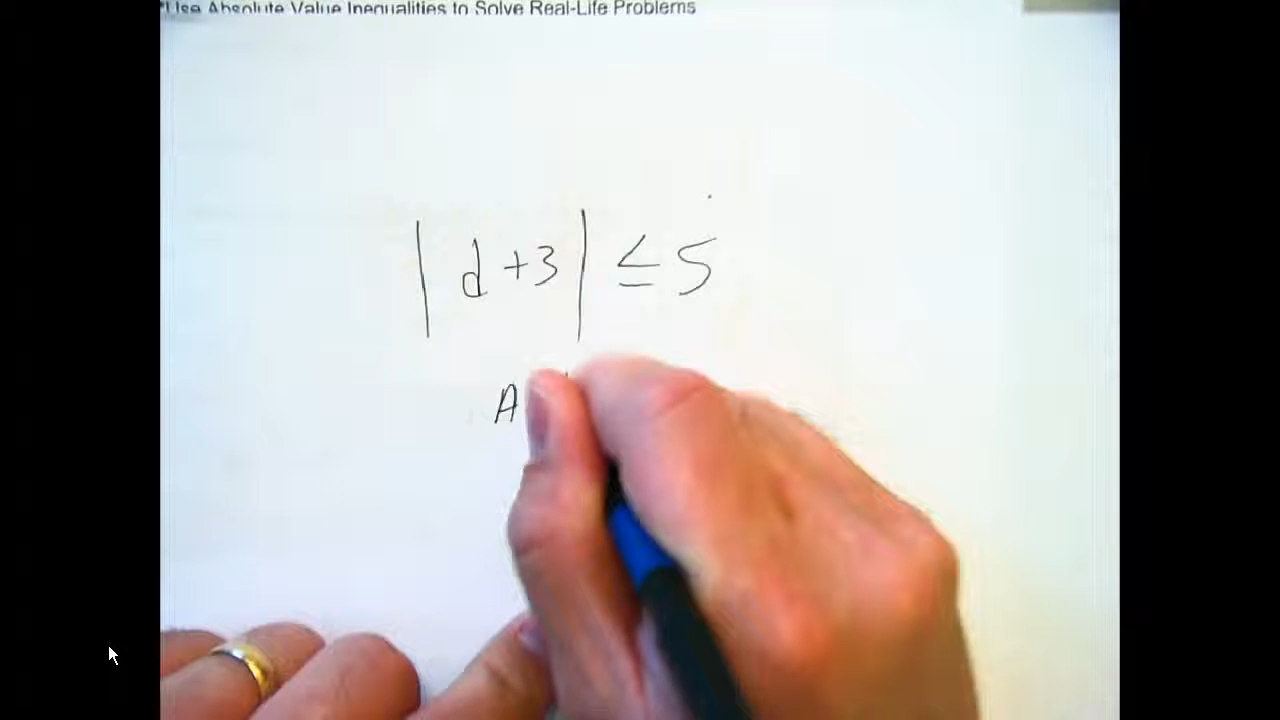 *Use Absolute Value Inequalities to Solve Real-Life Problems
|d+3| ≤ 5
A